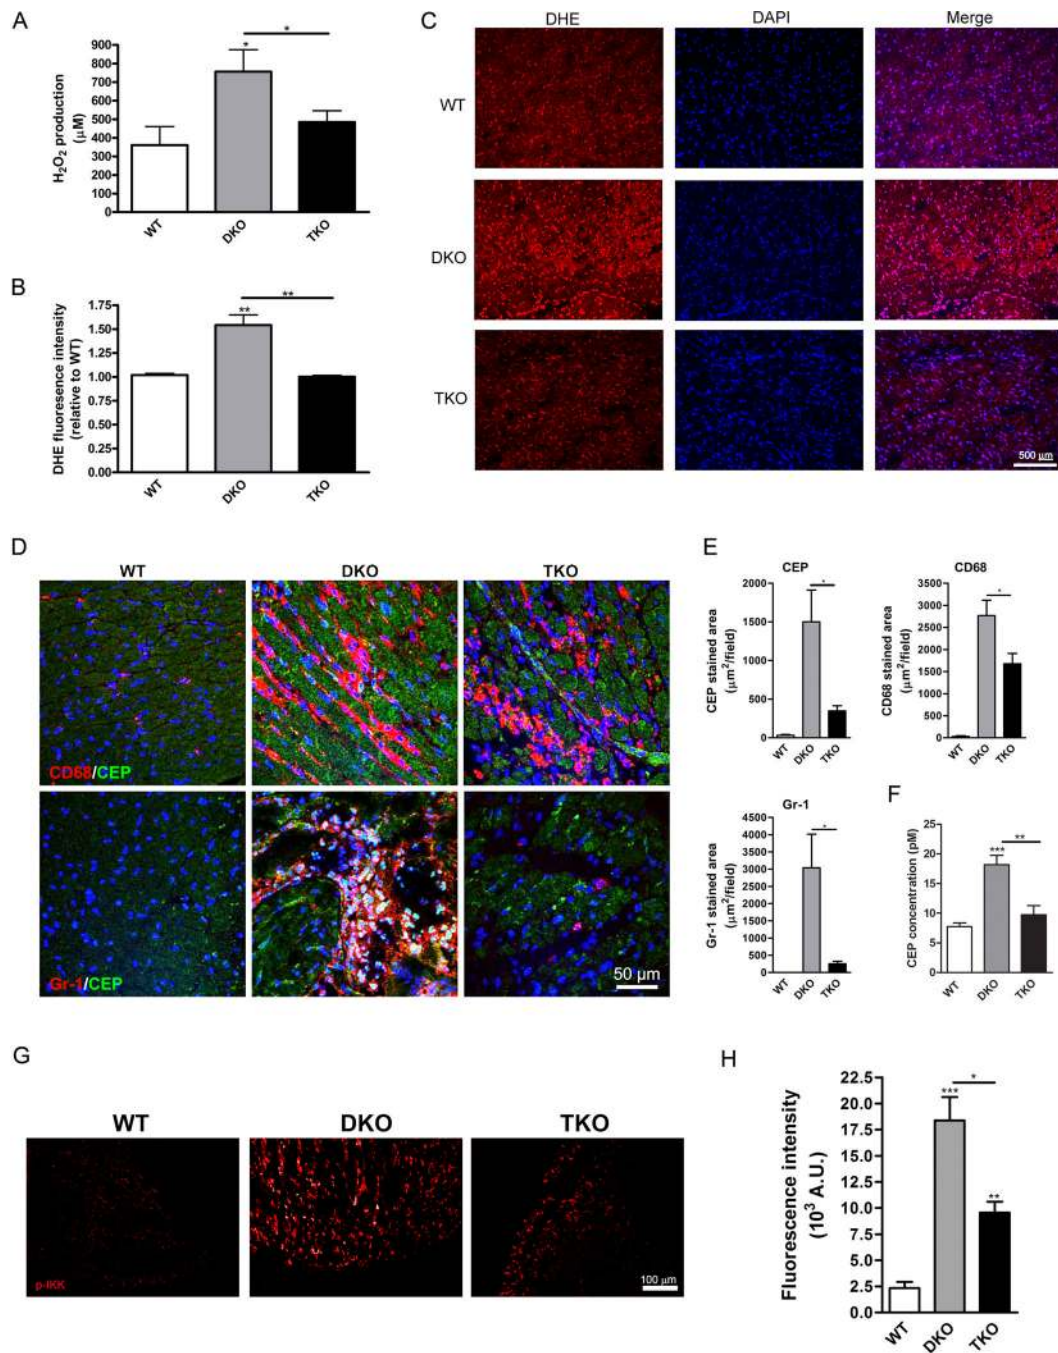 A
*
*
900
800
700
600
500
400
300
200
100
0
H₂O₂ production
(μM)
WT
DKO
TKO
B
**
**
1.75
1.50
1.25
1.00
0.75
0.50
0.25
0.00
DHE fluoresence intensity
(relative to WT)
WT
DKO
TKO
C
DHE
DAPI
Merge
WT
DKO
TKO
500 μm
D
WT
DKO
TKO
CD68/CEP
Gr-1/CEP
50 μm
E
CEP
2000
1500
1000
500
0
CEP stained area
(μm²/field)
*
WT
DKO
TKO
CD68
3500
3000
2500
2000
1500
1000
500
0
CD68 stained area
(μm²/field)
*
WT
DKO
TKO
Gr-1
4500
4000
3500
3000
2500
2000
1500
1000
500
0
Gr-1 stained area
(μm²/field)
*
WT
DKO
TKO
F
25
20
15
10
5
0
CEP concentration (pM)
***
**
WT
DKO
TKO
G
WT
DKO
TKO
p-IKK
100 μm
H
22.5
20.0
17.5
15.0
12.5
10.0
7.5
5.0
2.5
0.0
Fluorescence intensity
(10³ A.U.)
***
*
**
WT
DKO
TKO